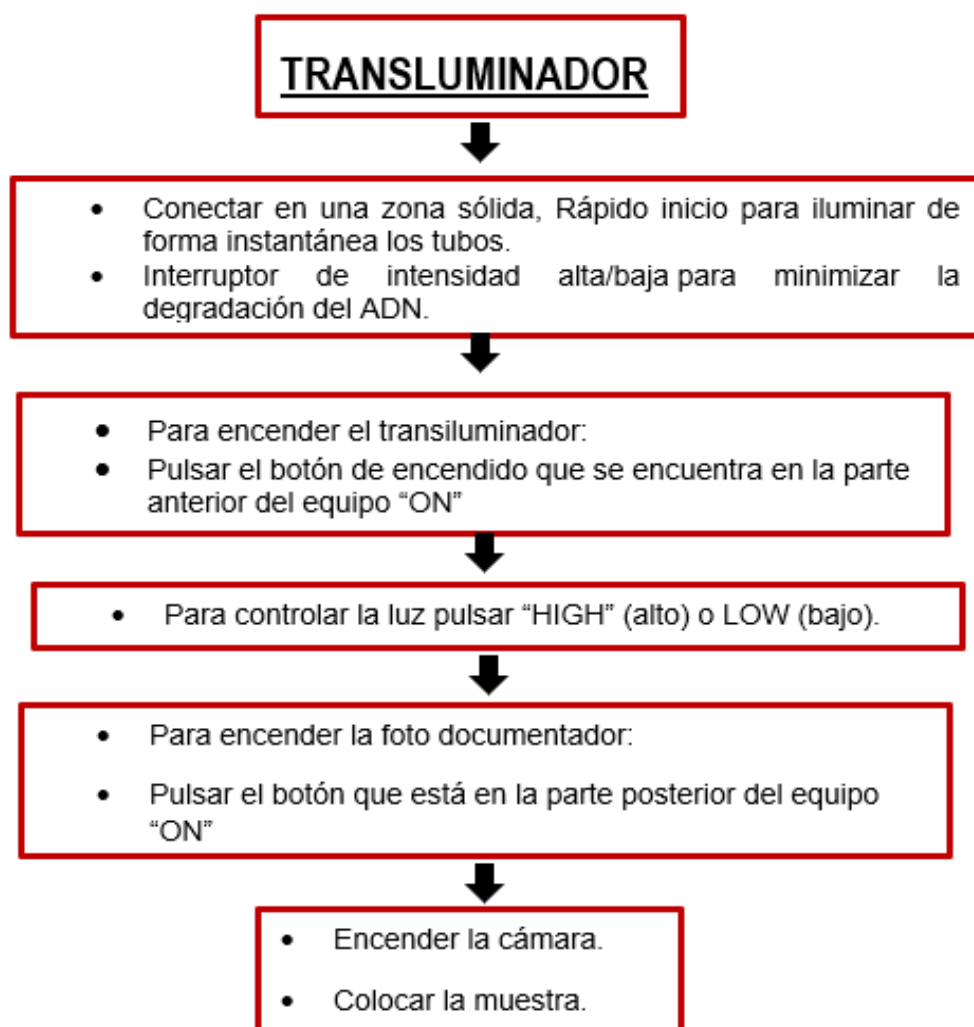 TRANSLUMINADOR
• Conectar en una zona sólida, Rápido inicio para iluminar de
forma instantánea los tubos.
• Interruptor de intensidad alta/baja para minimizar la
degradación del ADN.
• Para encender el transiluminador:
• Pulsar el botón de encendido que se encuentra en la parte
anterior del equipo “ON”
• Para controlar la luz pulsar “HIGH” (alto) o LOW (bajo).
• Para encender la foto documentador:
• Pulsar el botón que está en la parte posterior del equipo
“ON”
• Encender la cámara.
• Colocar la muestra.